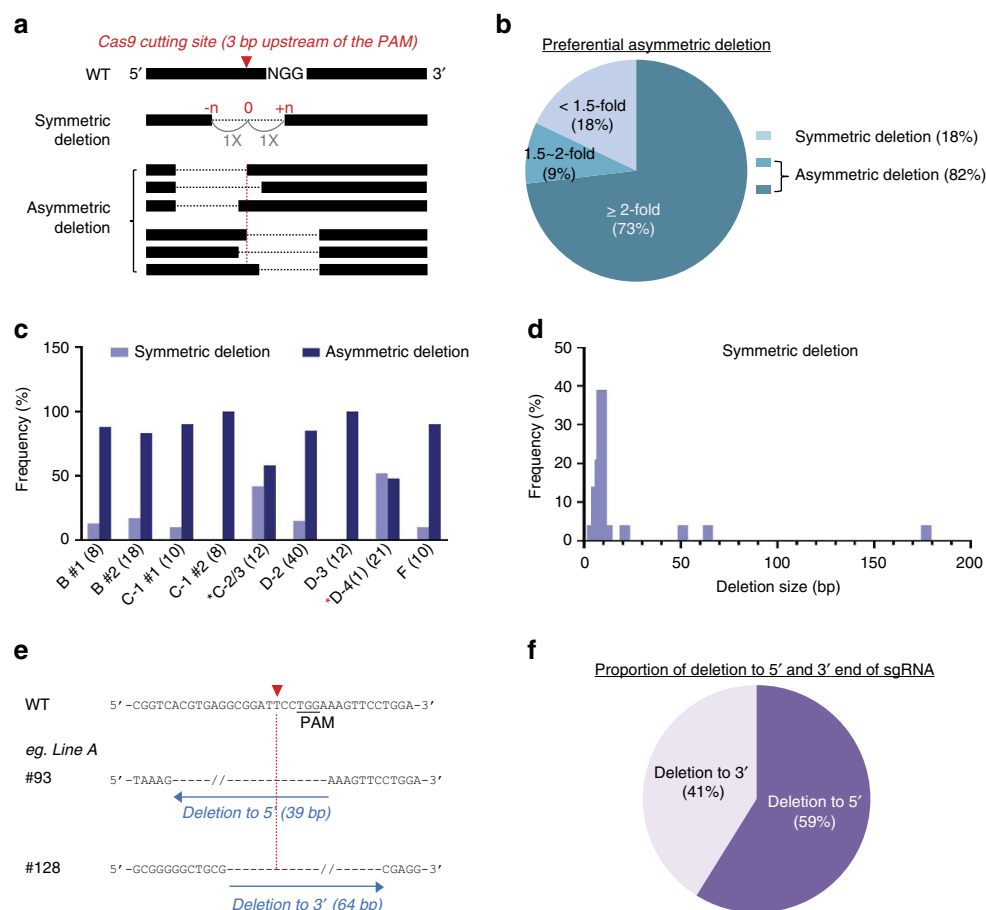 a
Cas9 cutting site (3 bp upstream of the PAM)
WT 5′ NGG 3′
-n 0 +n
Symmetric deletion
1X 1X
Asymmetric deletion
b
Preferential asymmetric deletion
< 1.5-fold (18%)
1.5~2-fold (9%)
≥ 2-fold (73%)
Symmetric deletion (18%)
Asymmetric deletion (82%)
c
150
100
50
0
Frequency (%)
Symmetric deletion
Asymmetric deletion
B #1 (8)
B #2 (18)
C-1 #1 (10)
C-1 #2 (8)
*C-2/3 (12)
D-2 (40)
D-3 (12)
*D-4(1) (21)
F (10)
d
Symmetric deletion
50
40
30
20
10
0
Frequency (%)
0 50 100 150 200
Deletion size (bp)
e
WT 5′-CGGTCACGTGAGGCGGATTCCTGGAAAGTTCCTGGA-3′
PAM
eg. Line A
#93 5′-TAAAG-----//------------AAAGTTCCTGGA-3′
Deletion to 5′ (39 bp)
#128 5′-GCGGGGGCTGCG------------//-----CGAGG-3′
Deletion to 3′ (64 bp)
f
Proportion of deletion to 5′ and 3′ end of sgRNA
Deletion to 3′ (41%)
Deletion to 5′ (59%)